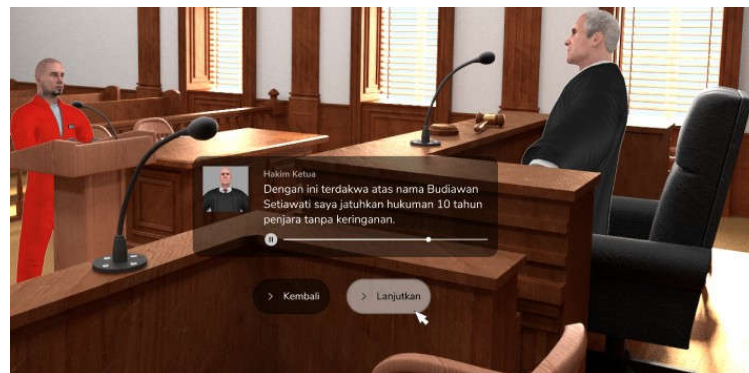 Hakim Ketua
Dengan ini terdakwa atas nama Budiawan
Setiawati saya jatuhkan hukuman 10 tahun
penjara tanpa keringanan.
> Kembali
> Lanjutkan